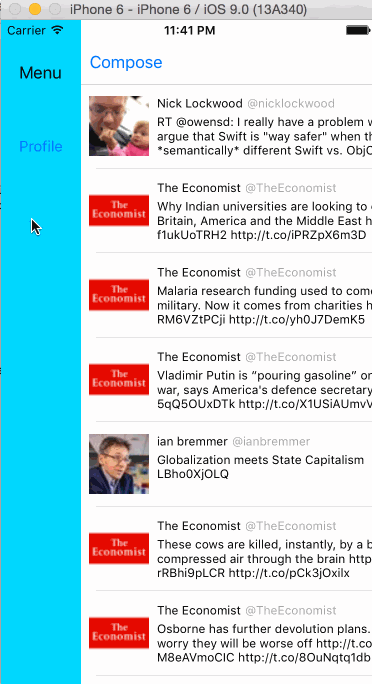 iPhone 6 - iPhone 6 / iOS 9.0 (13A340)
Carrier 11:41 PM
Menu
Compose
Profile
Nick Lockwood @nicklockwood
RT @owensd: I really have a problem w
argue that Swift is "way safer" when th
*semantically* different Swift vs. ObjC
The Economist
The Economist @TheEconomist
Why Indian universities are looking to
Britain, America and the Middle East h
f1ukUoTRH2 http://t.co/iPRZpX6m3D
The Economist
The Economist @TheEconomist
Malaria research funding used to come
military. Now it comes from charities h
RM6VZtPCji http://t.co/yh0J7DemK5
The Economist
The Economist @TheEconomist
Vladimir Putin is “pouring gasoline” on
war, says America's defence secretary
5qQ5OUxDTk http://t.co/X1USiAUmvV
ian bremmer @ianbremmer
Globalization meets State Capitalism
LBho0XjOLQ
The Economist
The Economist @TheEconomist
These cows are killed, instantly, by a b
compressed air through the brain http
rRBhi9pLCR http://t.co/pCk3jOxilx
The Economist
The Economist @TheEconomist
Osborne has further devolution plans.
worry they will be worse off http://t.co
M8eAVmoCIC http://t.co/8OuNqtq1db